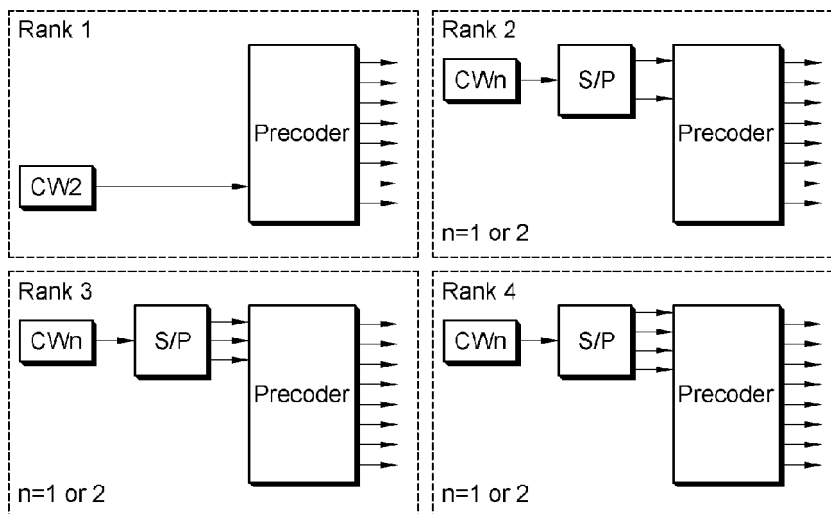 Rank 1
Precoder
CW2
Rank 2
CWn
S/P
Precoder
n=1 or 2
Rank 3
CWn
S/P
Precoder
n=1 or 2
Rank 4
CWn
S/P
Precoder
n=1 or 2